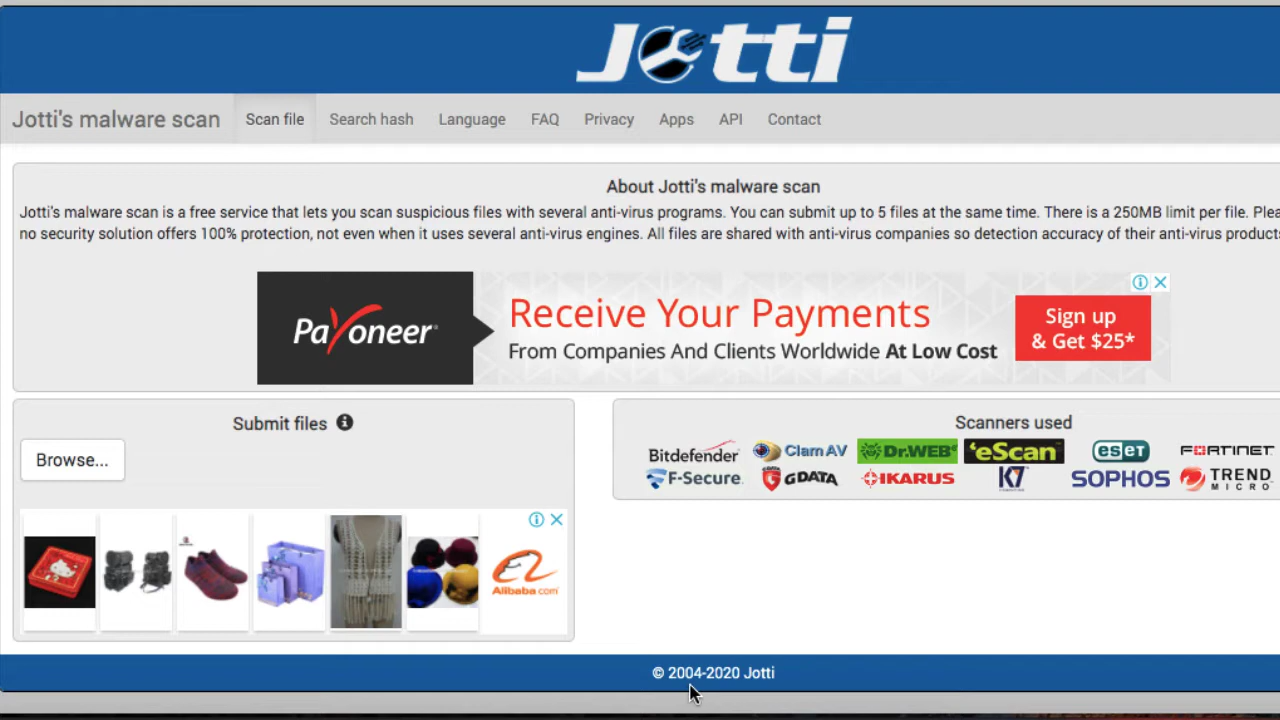 Jotti
Jotti's malware scan Scan file Search hash Language FAQ Privacy Apps API Contact
About Jotti's malware scan
Jotti's malware scan is a free service that lets you scan suspicious files with several anti-virus programs. You can submit up to 5 files at the same time. There is a 250MB limit per file.
no security solution offers 100% protection, not even when it uses several anti-virus engines. All files are shared with anti-virus companies so detection accuracy of their anti-virus products
Payoneer
Receive Your Payments
From Companies And Clients Worldwide At Low Cost
Sign up
& Get $25*
Submit files
Browse...
Alibaba.com
Scanners used
Bitdefender ClamAV Dr.WEB eScan eseT FORTINET
F-Secure. G DATA IKARUS K7 SOPHOS TREND
MICRO
© 2004-2020 Jotti